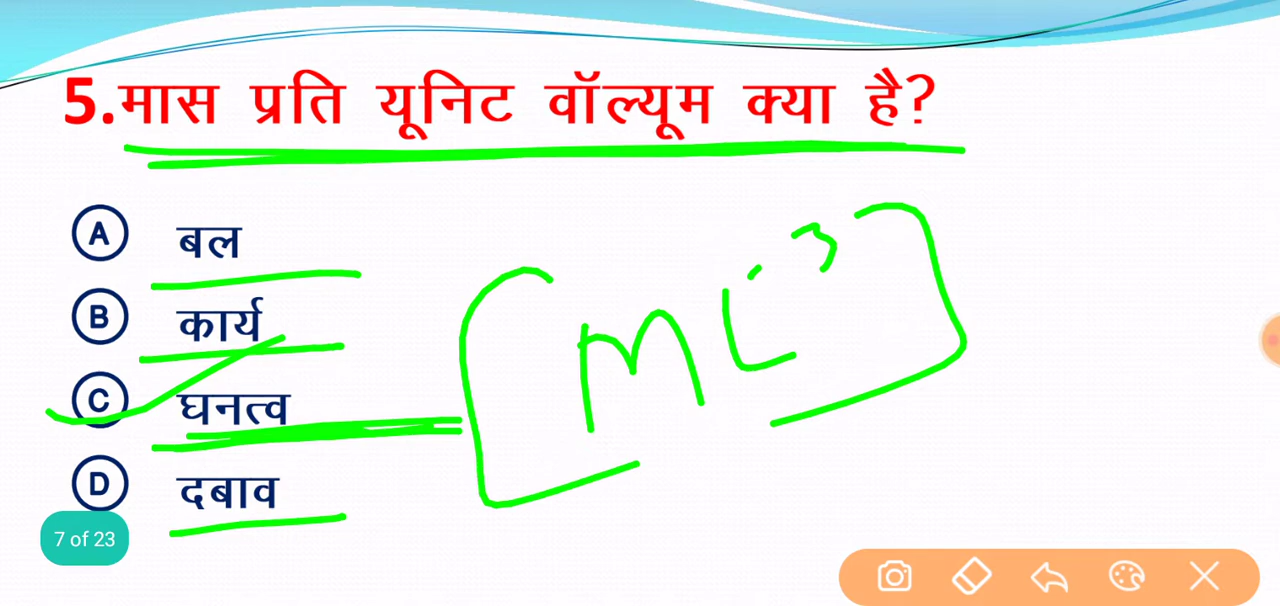 5.मास प्रति यूनिट वॉल्यूम क्या है?
A बल
B कार्य
C घनत्व
D दबाव
[ML⁻³]
7 of 23